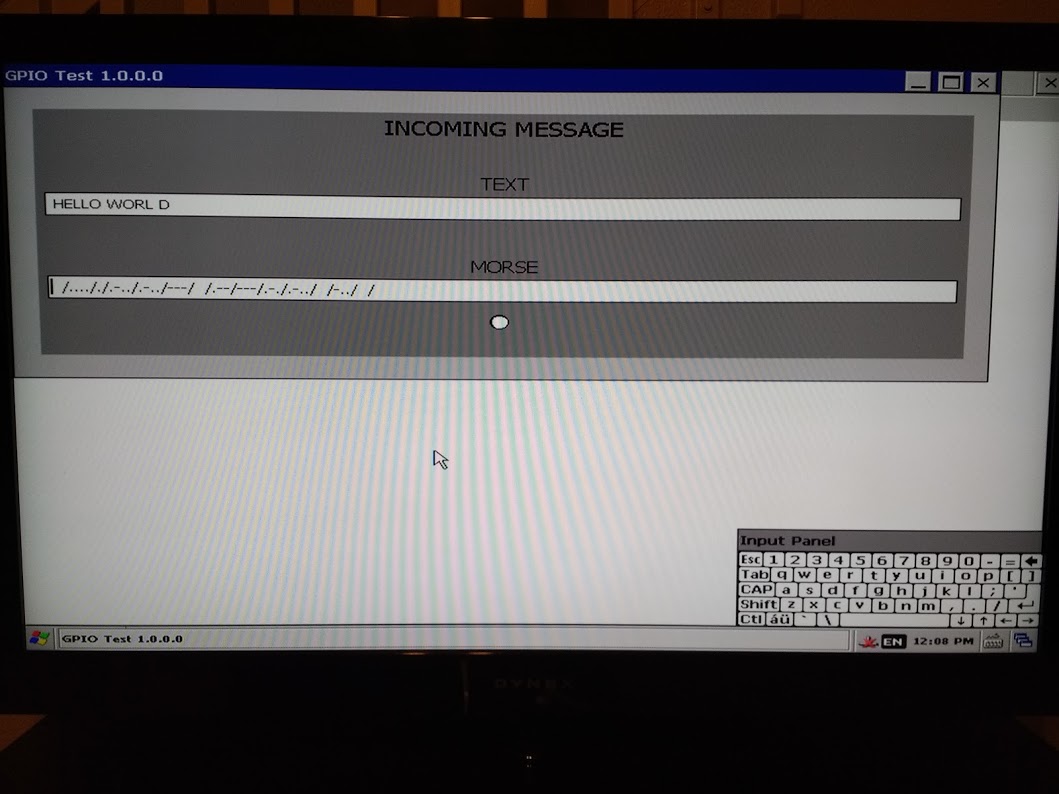 GPIO Test 1.0.0.0
INCOMING MESSAGE
TEXT
HELLO WORL D
MORSE
/...././.-../.-../---/ /.--/---/.-./.-../ /-../ /
Input Panel
Esc 1 2 3 4 5 6 7 8 9 0 - =
Tab q w e r t y u i o p [ ]
CAP a s d f g h j k l ; '
Shift z x c v b n m , . /
Ctl áü ` \
GPIO Test 1.0.0.0
EN 12:08 PM
DYNEX